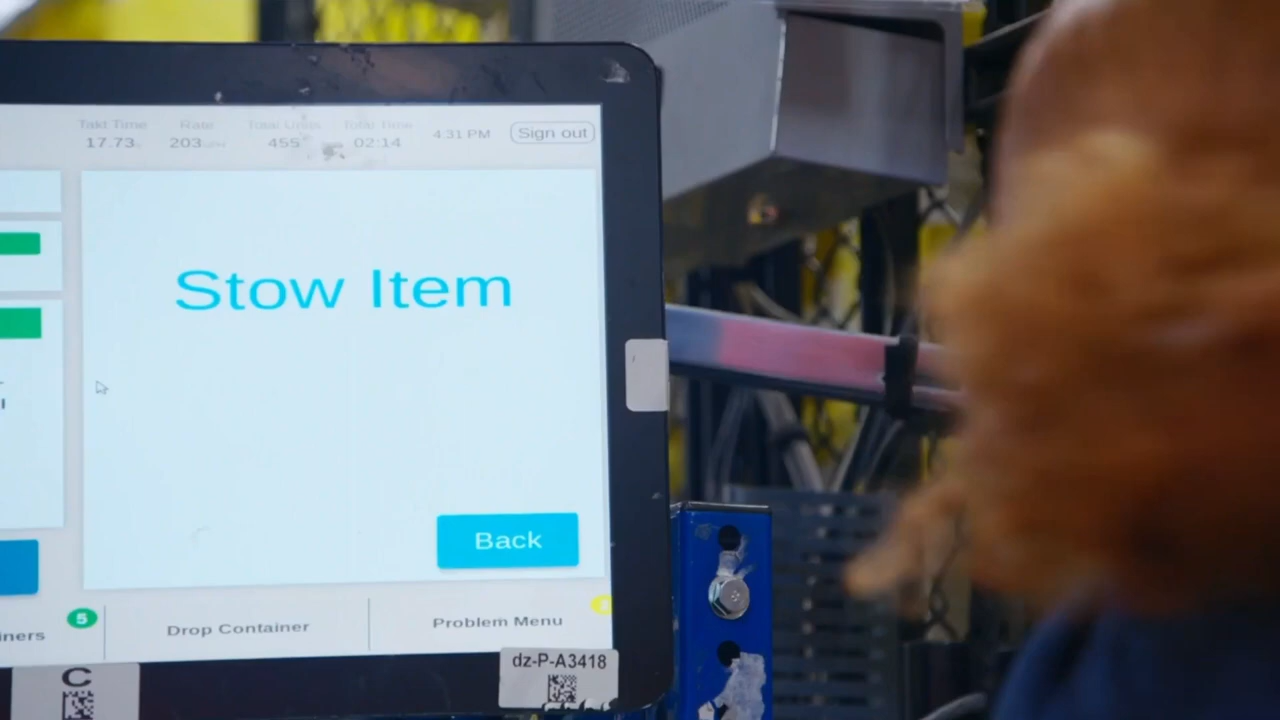 Takt Time Rate Total Units Total Time
17.73 203 455 02:14 4:31 PM Sign out
Stow Item
Back
5
Drop Container
Problem Menu
dz-P-A3418
C